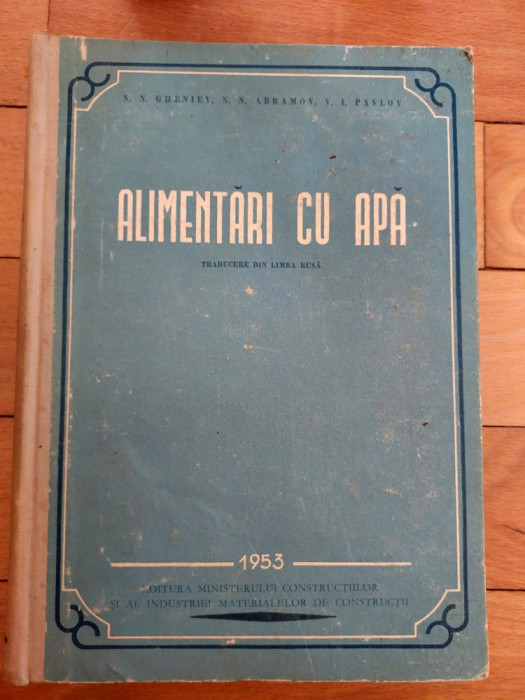 N. N. GHENIEV, N. N. ABRAMOV, V. I. PAVLOV
ALIMENTĂRI CU APĂ
TRADUCERE DIN LIMBA RUSĂ
1953
EDITURA MINISTERULUI CONSTRUCȚIILOR
ȘI AL INDUSTRIEI MATERIALELOR DE CONSTRUCȚII